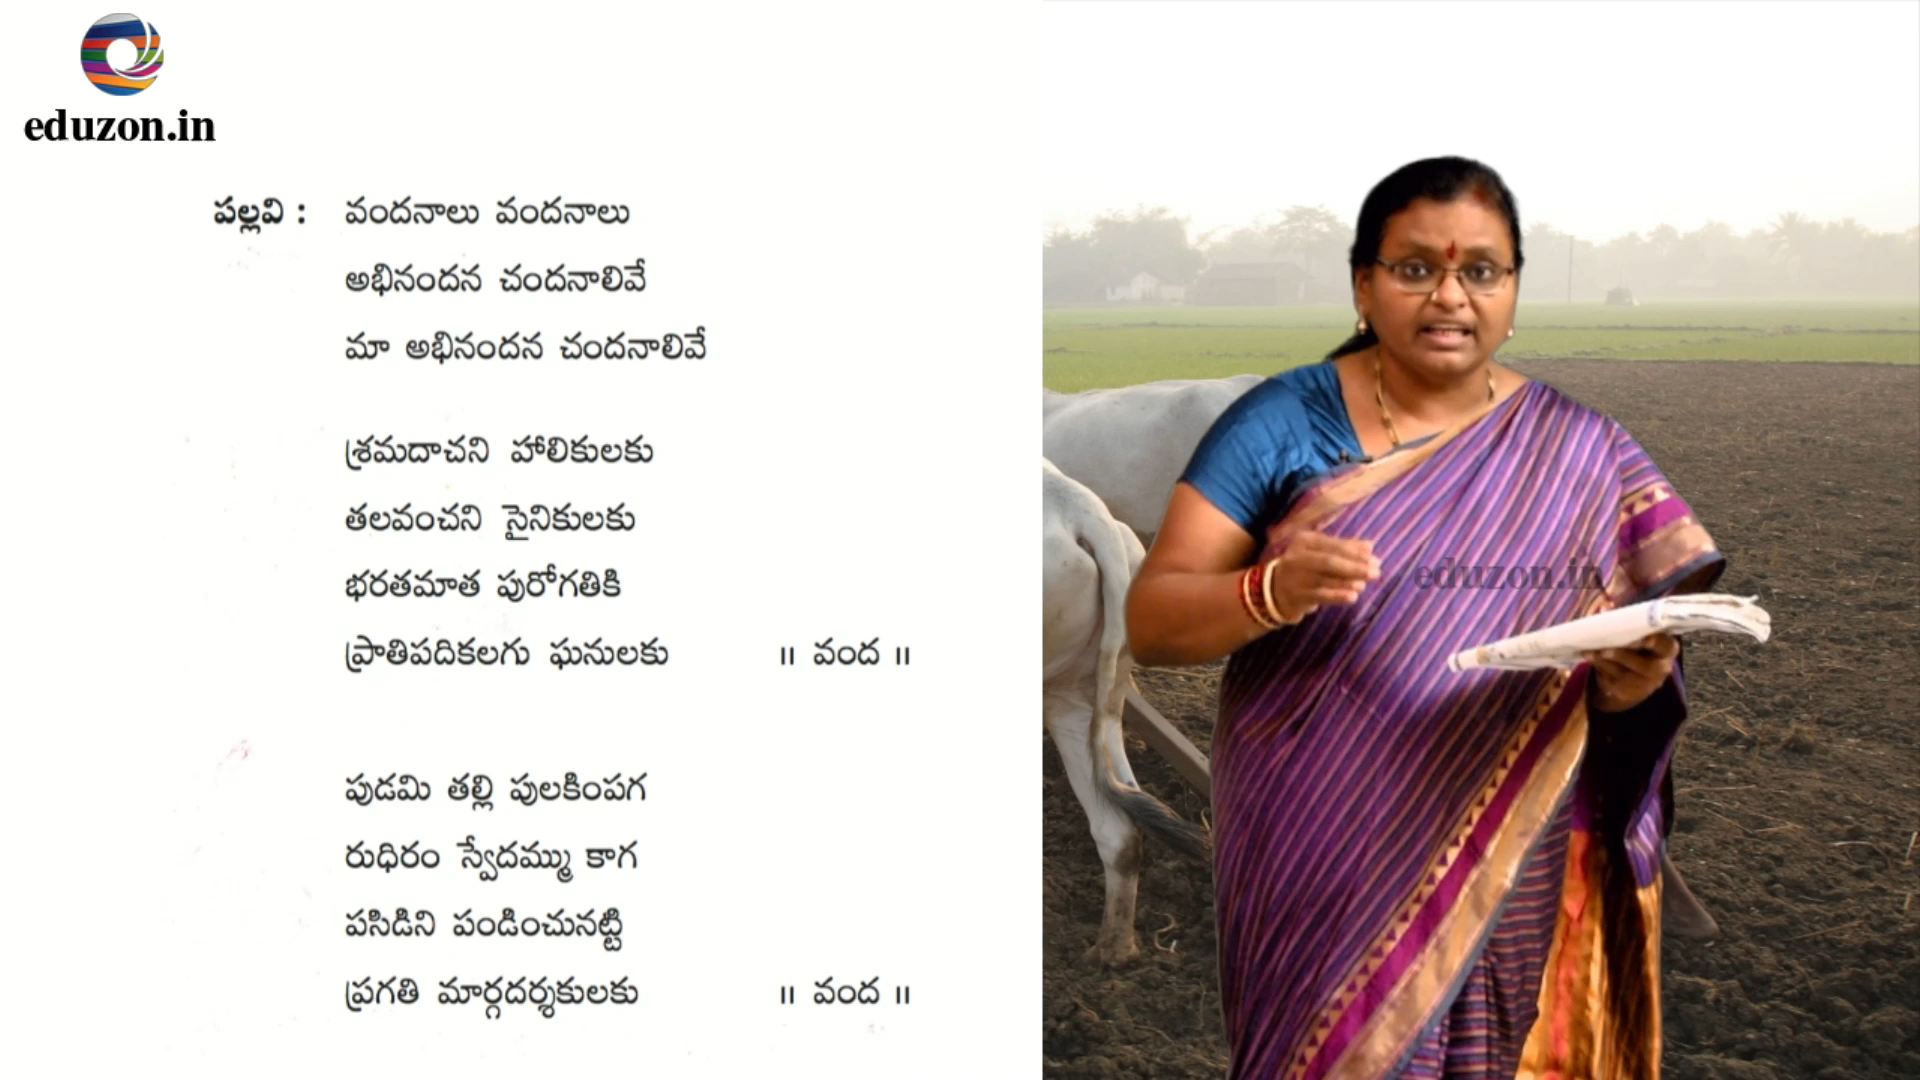 eduzon.in
పల్లవి : వందనాలు వందనాలు
అభినందన చందనాలివే
మా అభినందన చందనాలివే
శ్రమదాచని హాలికులకు
తలవంచని సైనికులకు
భరతమాత పురోగతికి
ప్రాతిపదికలగు ఘనులకు ॥ వంద ॥
పుడమి తల్లి పులకింపగ
రుధిరం స్వేదమ్ము కాగ
పసిడిని పండించునట్టి
ప్రగతి మార్గదర్శకులకు ॥ వంద ॥
eduzon.in